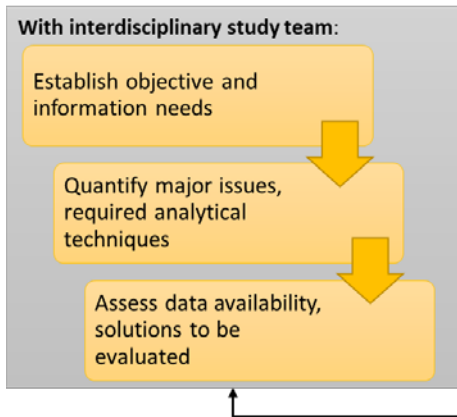 With interdisciplinary study team:
Establish objective and
information needs
Quantify major issues,
required analytical
techniques
Assess data availability,
solutions to be
evaluated